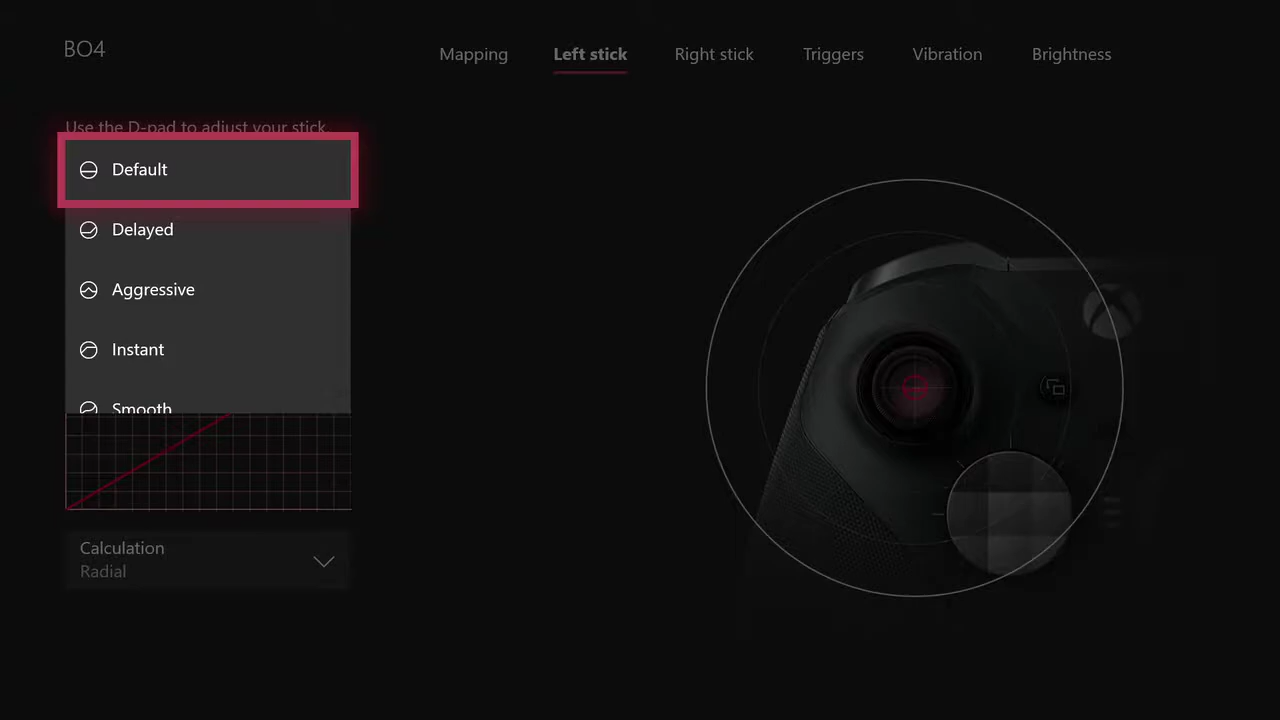 BO4
Mapping
Left stick
Right stick
Triggers
Vibration
Brightness
Use the D-pad to adjust your stick.
Default
Delayed
Aggressive
Instant
Smooth
Calculation
Radial